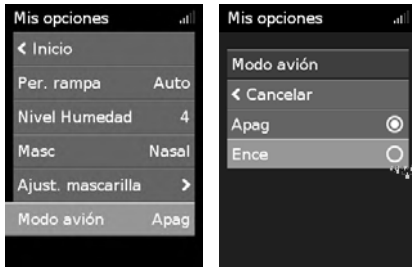 Mis opciones
< Inicio
Per. rampa Auto
Nivel Humedad 4
Masc Nasal
Ajust. mascarilla >
Modo avión Apag
Mis opciones
Modo avión
< Cancelar
Apag
Ence